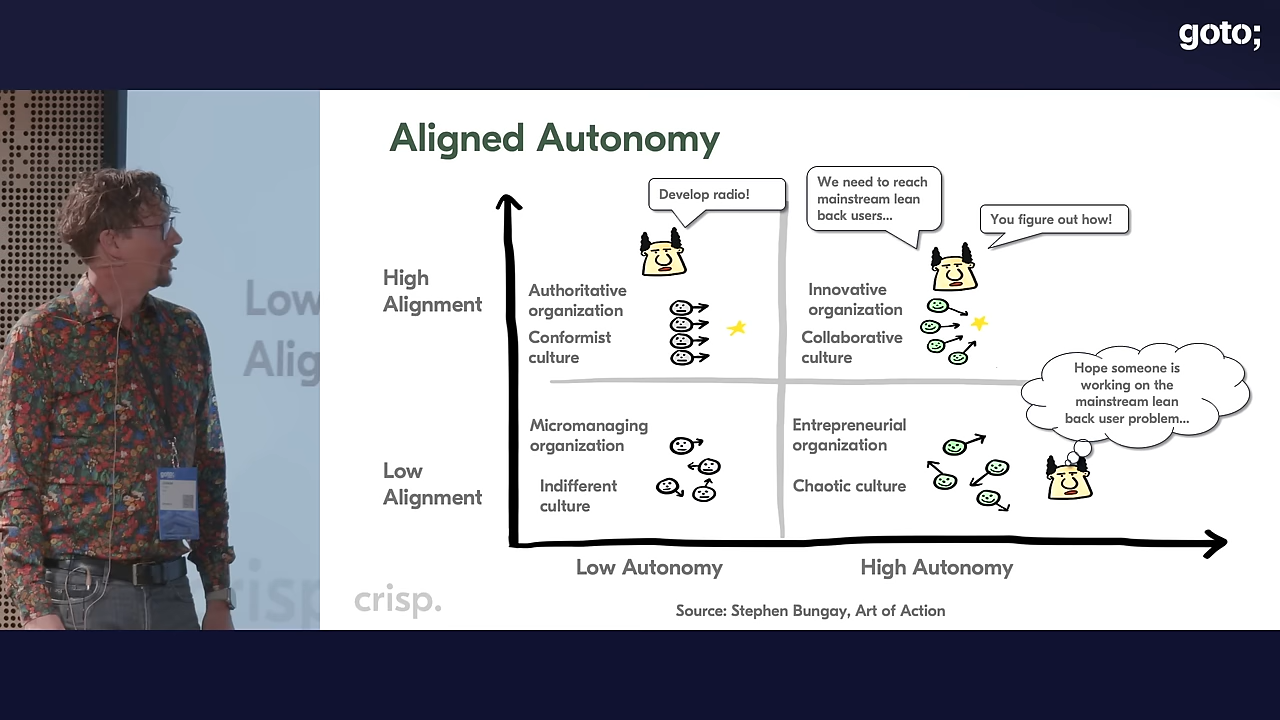 goto;
Aligned Autonomy
Develop radio!
We need to reach
mainstream lean
back users...
You figure out how!
High
Alignment
Authoritative
organization
Conformist
culture
Innovative
organization
Collaborative
culture
Hope someone is
working on the
mainstream lean
back user problem...
Low
Alignment
Micromanaging
organization
Indifferent
culture
Entrepreneurial
organization
Chaotic culture
Low Autonomy
High Autonomy
crisp.
Source: Stephen Bungay, Art of Action
Low
Alig
risp